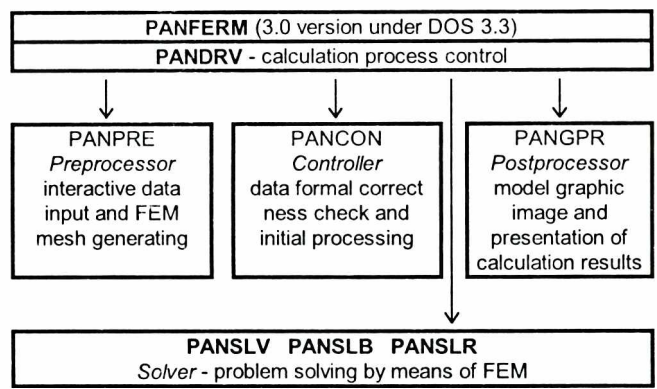 PANFERM (3.0 version under DOS 3.3)
PANDRV - calculation process control
PANPRE
Preprocessor
interactive data
input and FEM
mesh generating
PANCON
Controller
data formal correct
ness check and
initial processing
PANGPR
Postprocessor
model graphic
image and
presentation of
calculation results
PANSLV PANSLB PANSLR
Solver - problem solving by means of FEM